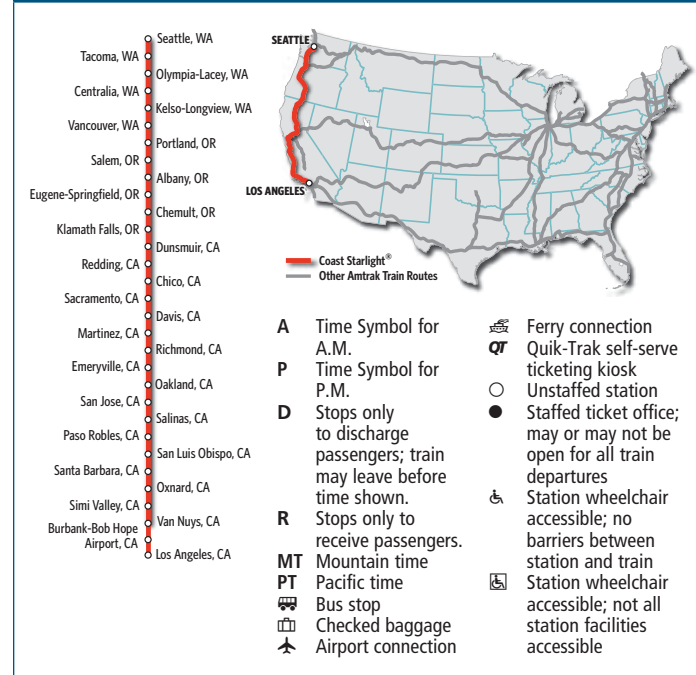 Seattle, WA
Tacoma, WA
Olympia-Lacey, WA
Centralia, WA
Kelso-Longview, WA
Vancouver, WA
Portland, OR
Salem, OR
Albany, OR
Eugene-Springfield, OR
Chemult, OR
Klamath Falls, OR
Dunsmuir, CA
Redding, CA
Chico, CA
Sacramento, CA
Davis, CA
Martinez, CA
Richmond, CA
Emeryville, CA
Oakland, CA
San Jose, CA
Salinas, CA
Paso Robles, CA
San Luis Obispo, CA
Santa Barbara, CA
Oxnard, CA
Simi Valley, CA
Van Nuys, CA
Burbank-Bob Hope
Airport, CA
Los Angeles, CA
SEATTLE
LOS ANGELES
Coast Starlight®
Other Amtrak Train Routes
A Time Symbol for
A.M.
P Time Symbol for
P.M.
D Stops only
to discharge
passengers; train
may leave before
time shown.
R Stops only to
receive passengers.
MT Mountain time
PT Pacific time
Bus stop
Checked baggage
Airport connection
Ferry connection
QT Quik-Trak self-serve
ticketing kiosk
Unstaffed station
Staffed ticket office;
may or may not be
open for all train
departures
Station wheelchair
accessible; no
barriers between
station and train
Station wheelchair
accessible; not all
station facilities
accessible